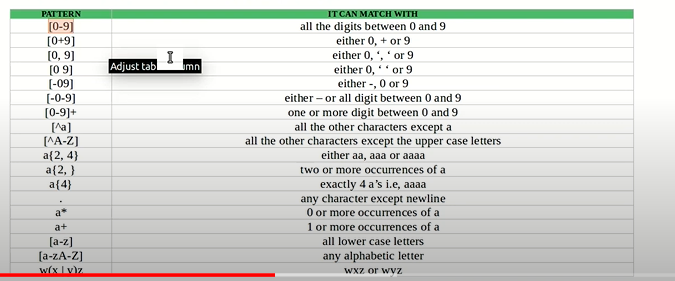 PATTERN IT CAN MATCH WITH
[0-9] all the digits between 0 and 9
[0+9] either 0, + or 9
[0, 9] either 0, ‘, ‘ or 9
[0 9] either 0, ‘ ‘ or 9
Adjust tab umn
[-09] either -, 0 or 9
[-0-9] either – or all digit between 0 and 9
[0-9]+ one or more digit between 0 and 9
[^a] all the other characters except a
[^A-Z] all the other characters except the upper case letters
a{2, 4} either aa, aaa or aaaa
a{2, } two or more occurrences of a
a{4} exactly 4 a’s i.e, aaaa
. any character except newline
a* 0 or more occurrences of a
a+ 1 or more occurrences of a
[a-z] all lower case letters
[a-zA-Z] any alphabetic letter
w(x | y)z wxz or wyz